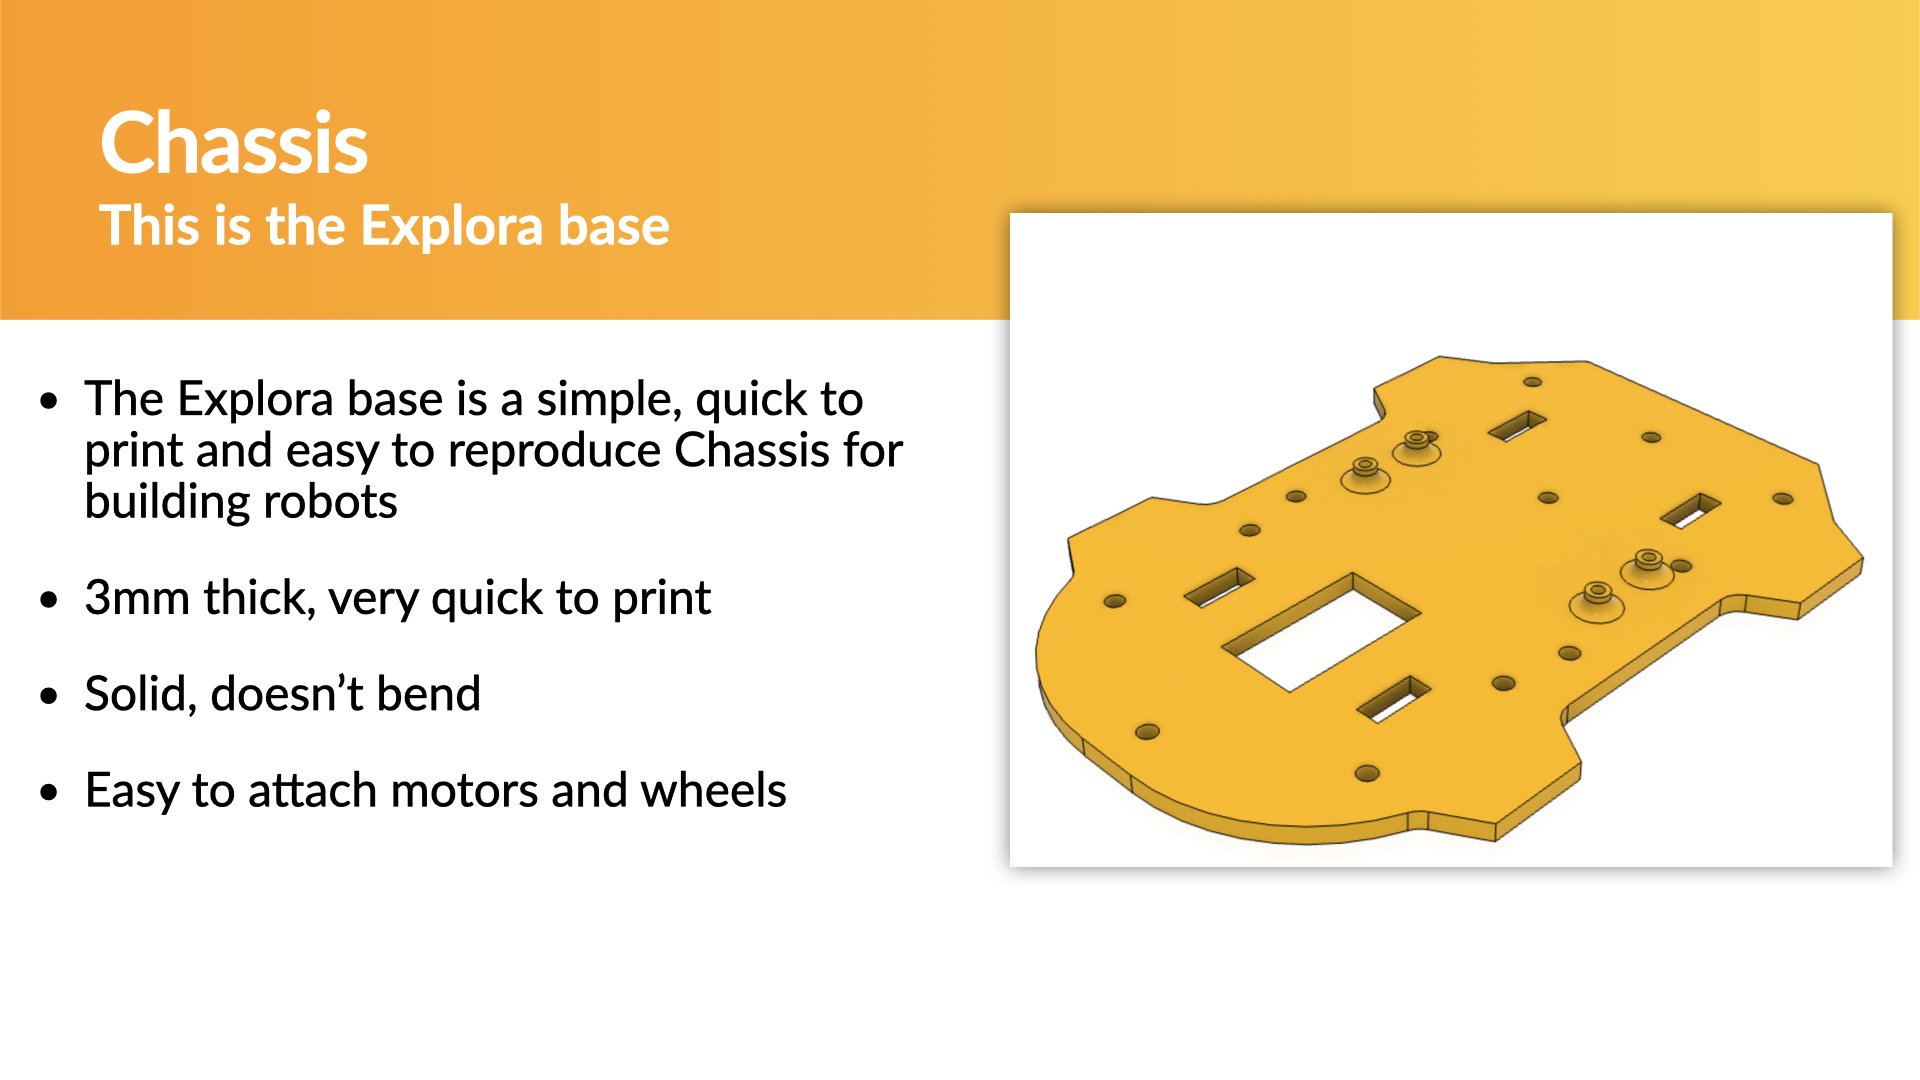 Chassis
This is the Explora base
• The Explora base is a simple, quick to
print and easy to reproduce Chassis for
building robots
• 3mm thick, very quick to print
• Solid, doesn’t bend
• Easy to attach motors and wheels